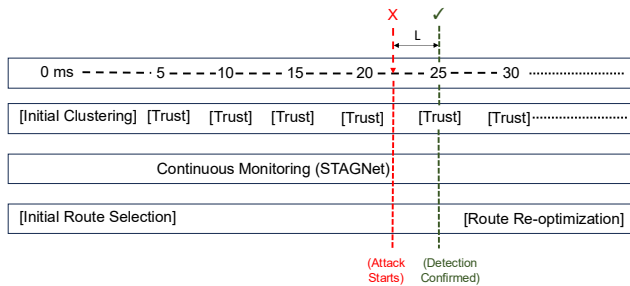 X ✓
L
0 ms 5 10 15 20 25 30
[Initial Clustering] [Trust] [Trust] [Trust] [Trust] [Trust] [Trust]
Continuous Monitoring (STAGNet)
[Initial Route Selection] [Route Re-optimization]
(Attack (Detection
Starts) Confirmed)